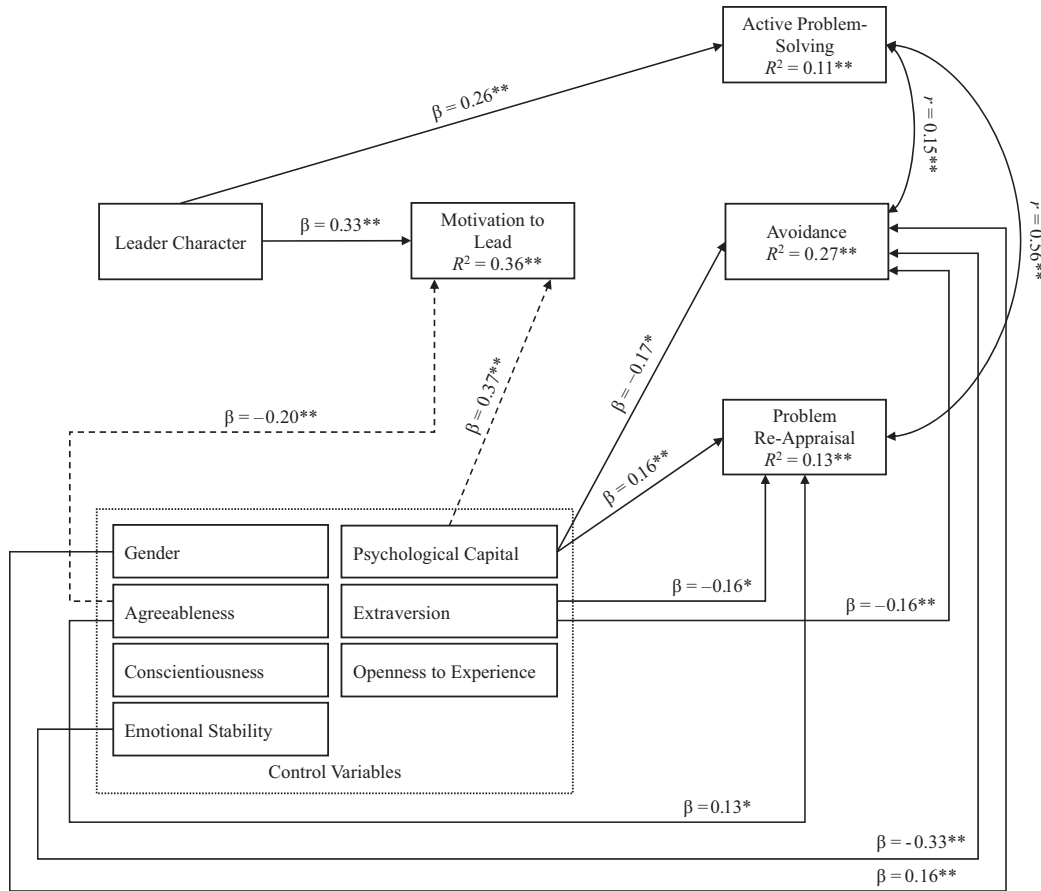 Active Problem-
Solving
R² = 0.11**
β = 0.26**
r = 0.15**
r = 0.56**
Leader Character
β = 0.33**
Motivation to
Lead
R² = 0.36**
Avoidance
R² = 0.27**
β = −0.20**
β = 0.37**
β = −0.17*
β = 0.16**
Problem
Re-Appraisal
R² = 0.13**
Gender
Psychological Capital
Agreeableness
Extraversion
β = −0.16*
β = −0.16**
Conscientiousness
Openness to Experience
Emotional Stability
Control Variables
β = 0.13*
β = -0.33**
β = 0.16**